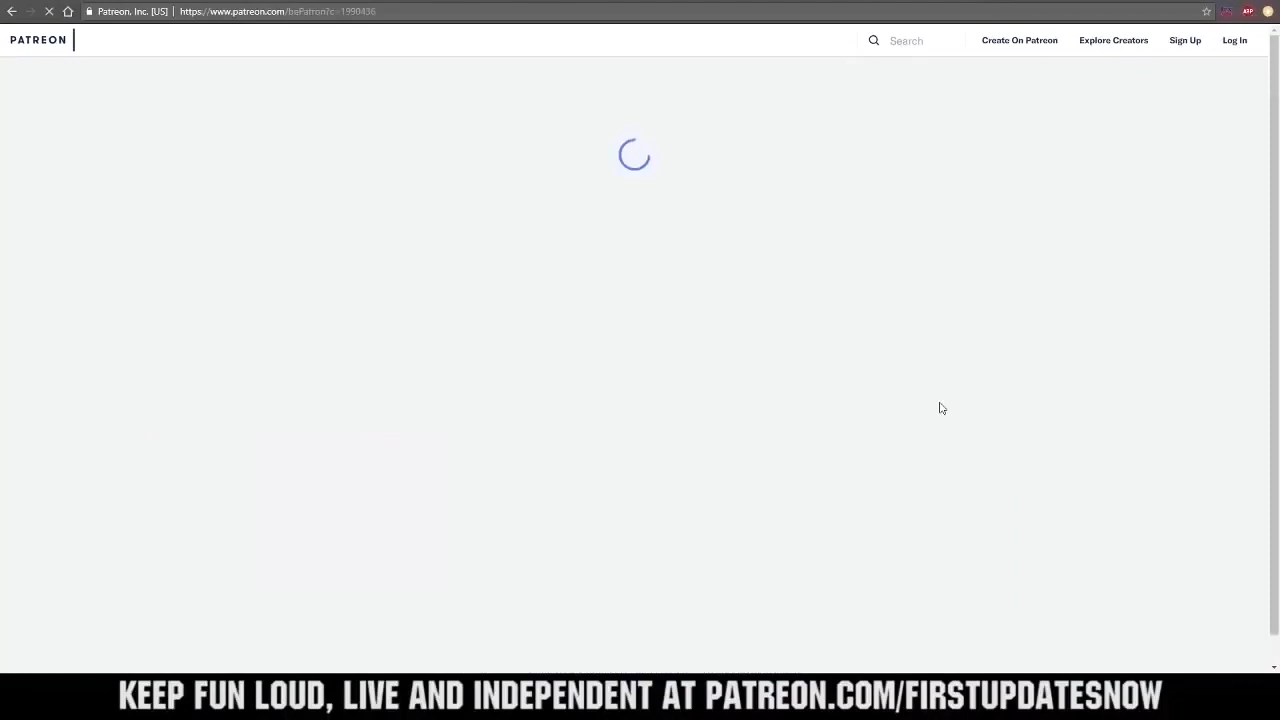 Patreon, Inc. [US] | https://www.patreon.com/bePatron?c=1990436
PATREON
Search
Create On Patreon
Explore Creators
Sign Up
Log In
KEEP FUN LOUD, LIVE AND INDEPENDENT AT PATREON.COM/FIRSTUPDATESNOW